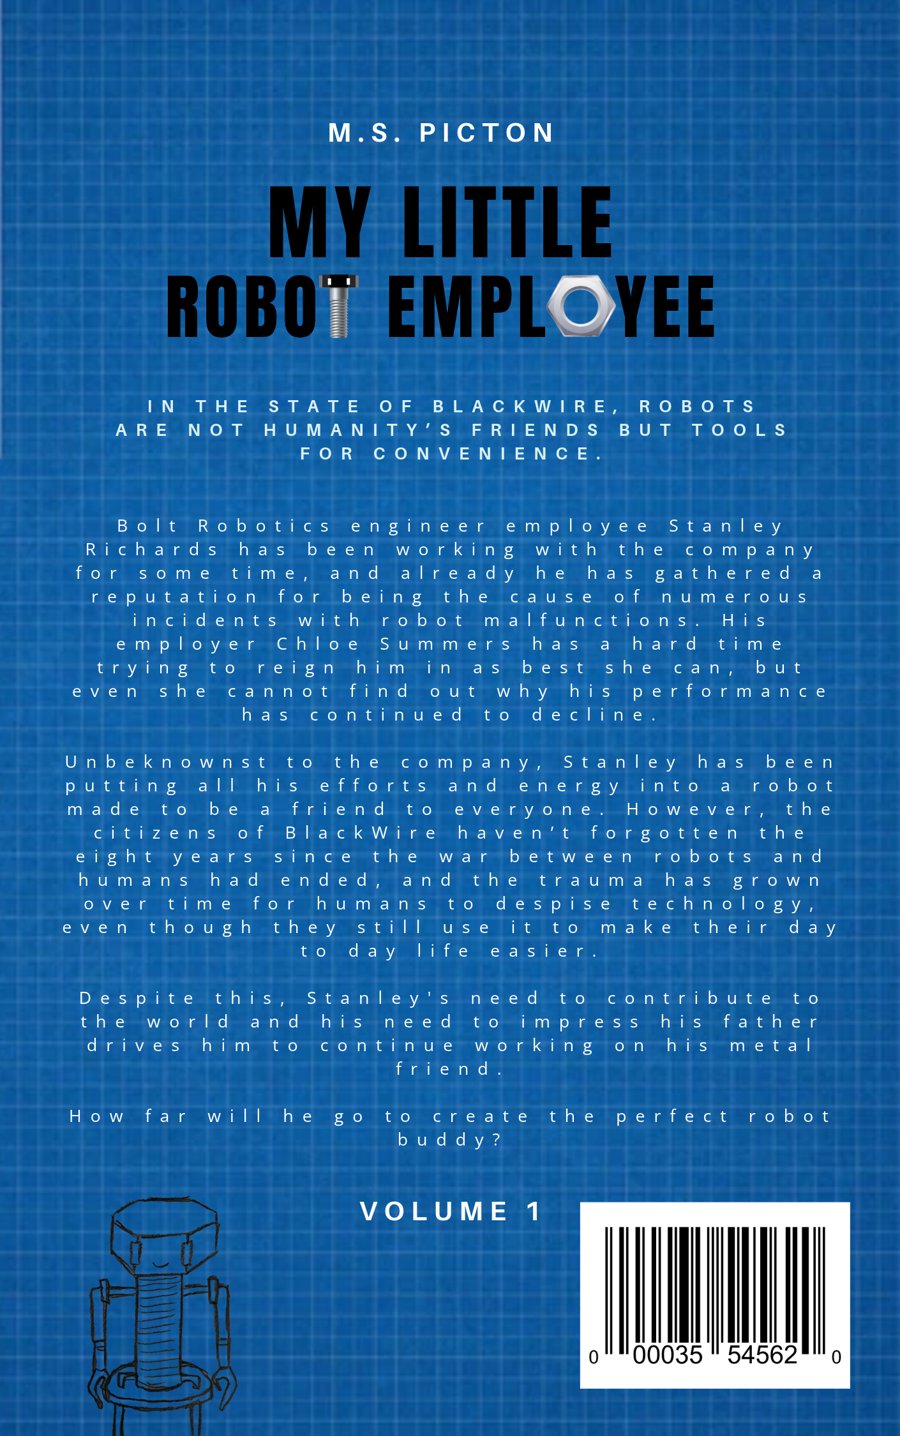 M.S. PICTON
MY LITTLE
ROBOT EMPLOYEE
IN THE STATE OF BLACKWIRE, ROBOTS
ARE NOT HUMANITY’S FRIENDS BUT TOOLS
FOR CONVENIENCE.
Bolt Robotics engineer employee Stanley
Richards has been working with the company
for some time, and already he has gathered a
reputation for being the cause of numerous
incidents with robot malfunctions. His
employer Chloe Summers has a hard time
trying to reign him in as best she can, but
even she cannot find out why his performance
has continued to decline.
Unbeknownst to the company, Stanley has been
putting all his efforts and energy into a robot
made to be a friend to everyone. However, the
citizens of BlackWire haven’t forgotten the
eight years since the war between robots and
humans had ended, and the trauma has grown
over time for humans to despise technology,
even though they still use it to make their day
to day life easier.
Despite this, Stanley's need to contribute to
the world and his need to impress his father
drives him to continue working on his metal
friend.
How far will he go to create the perfect robot
buddy?
VOLUME 1
0 00035 54562 0